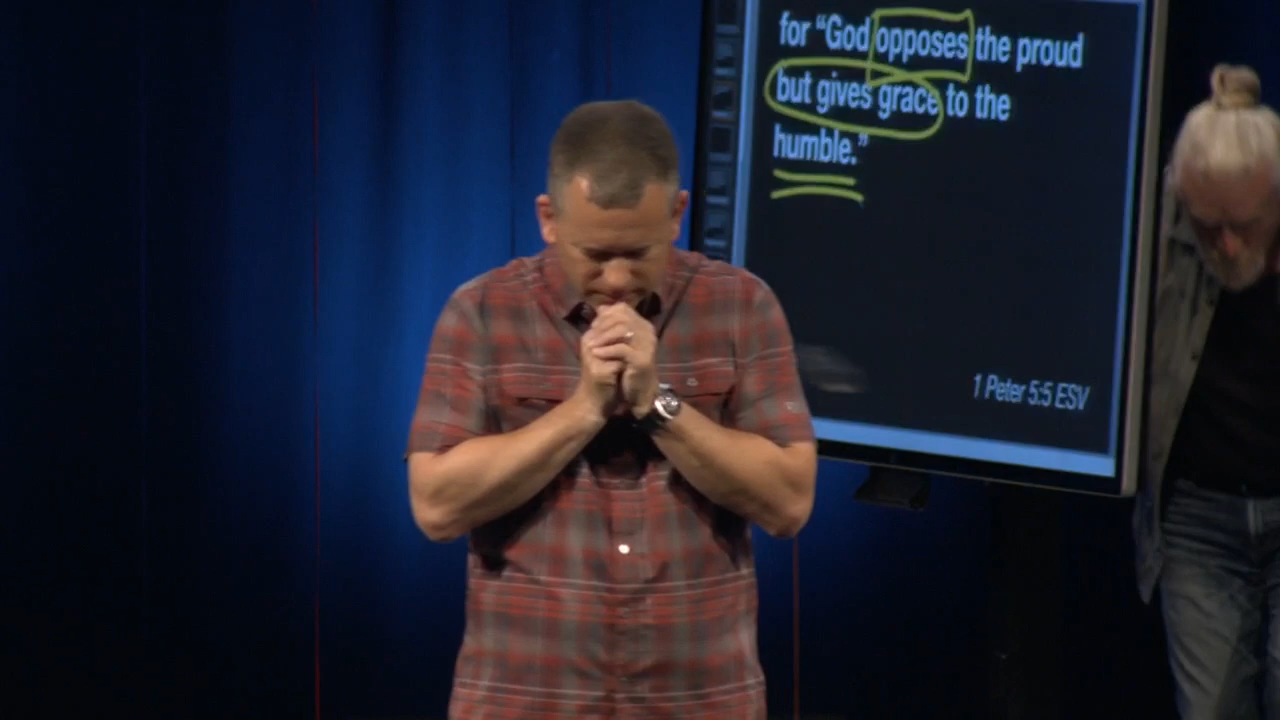 for “God opposes the proud
but gives grace to the
humble.”
1 Peter 5:5 ESV